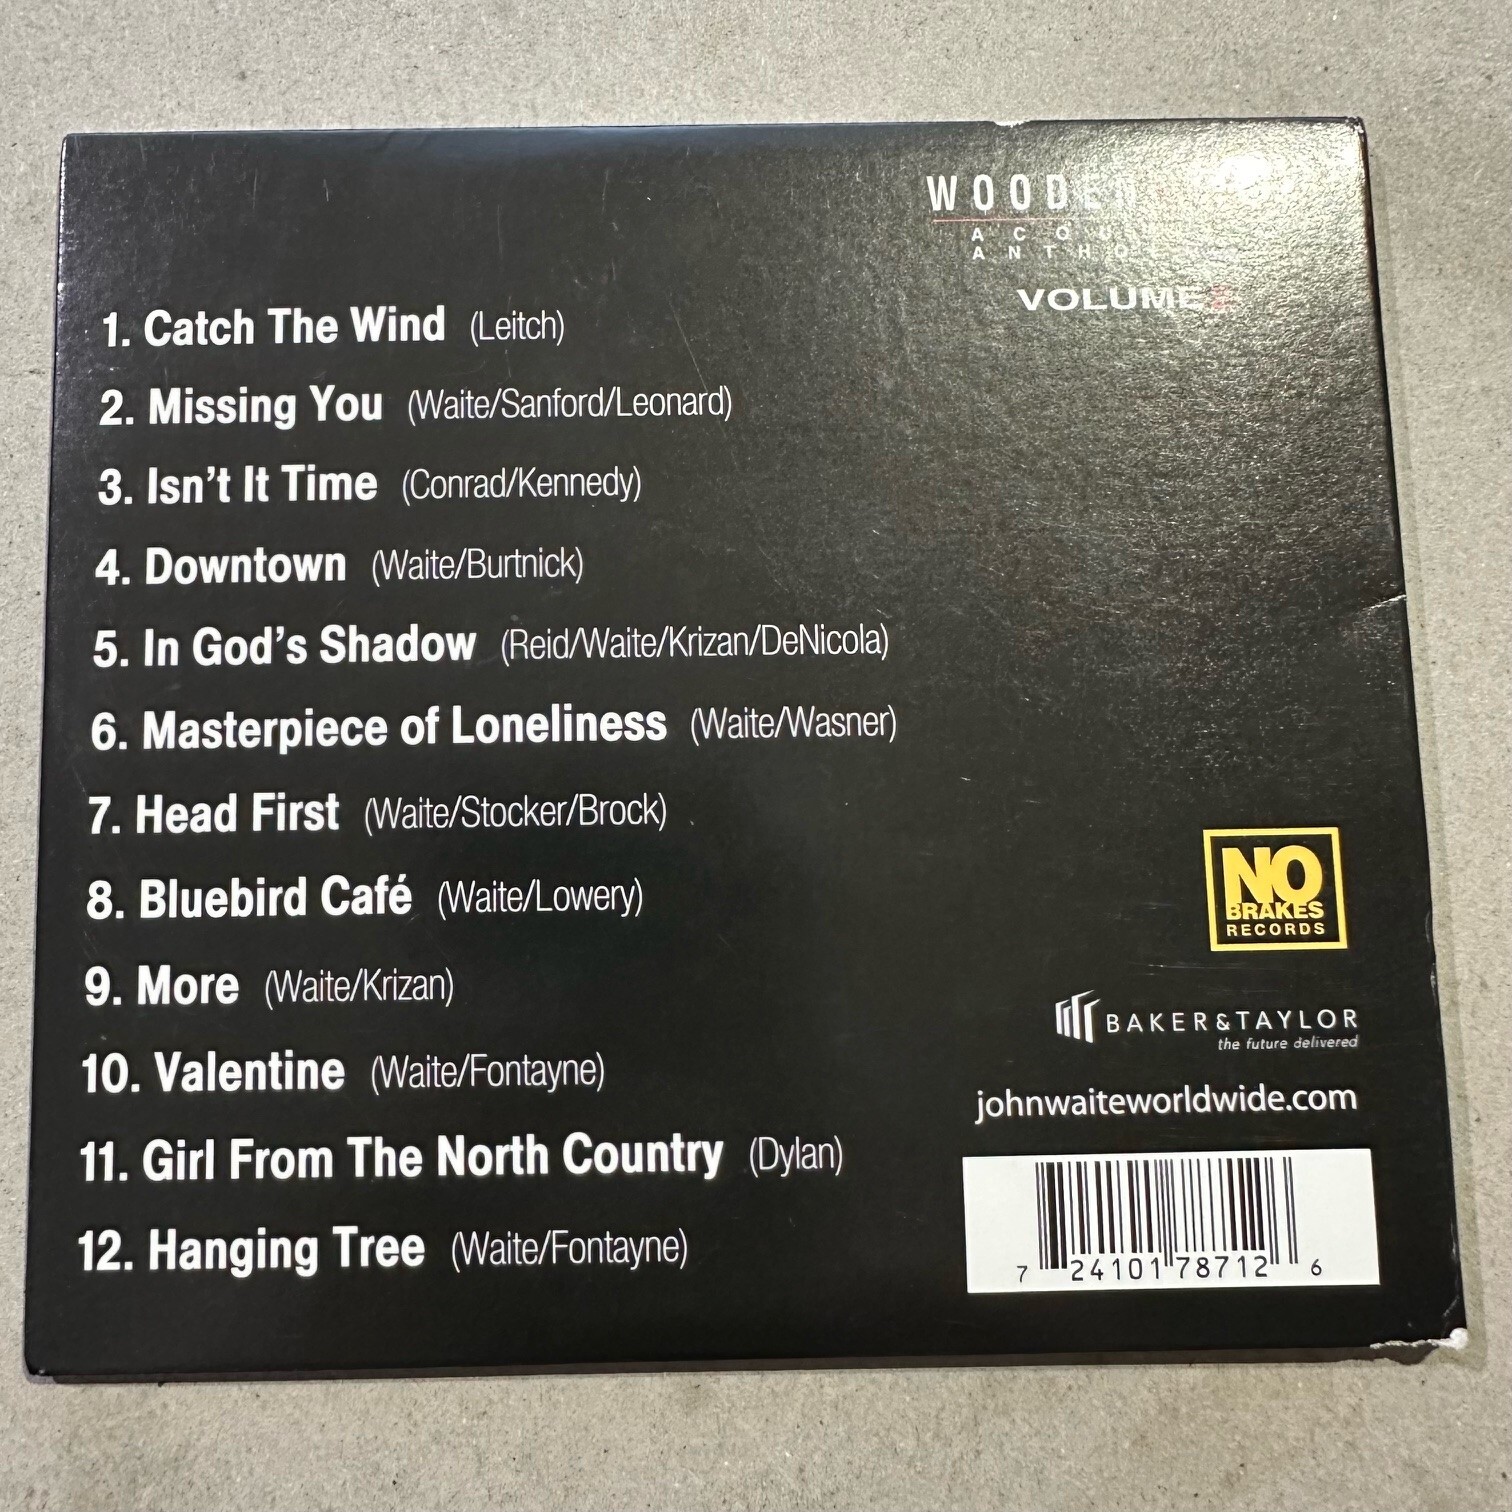 WOODEN
ACOU
ANTHO
VOLUME
1. Catch The Wind (Leitch)
2. Missing You (Waite/Sanford/Leonard)
3. Isn't It Time (Conrad/Kennedy)
4. Downtown (Waite/Burtnick)
5. In God's Shadow (Reid/Waite/Krizan/DeNicola)
6. Masterpiece of Loneliness (Waite/Wasner)
7. Head First (Waite/Stocker/Brock)
8. Bluebird Café (Waite/Lowery)
9. More (Waite/Krizan)
10. Valentine (Waite/Fontayne)
11. Girl From The North Country (Dylan)
12. Hanging Tree (Waite/Fontayne)
NO
BRAKES
RECORDS
BAKER&TAYLOR
the future delivered
johnwaiteworldwide.com
7 24101 78712 6